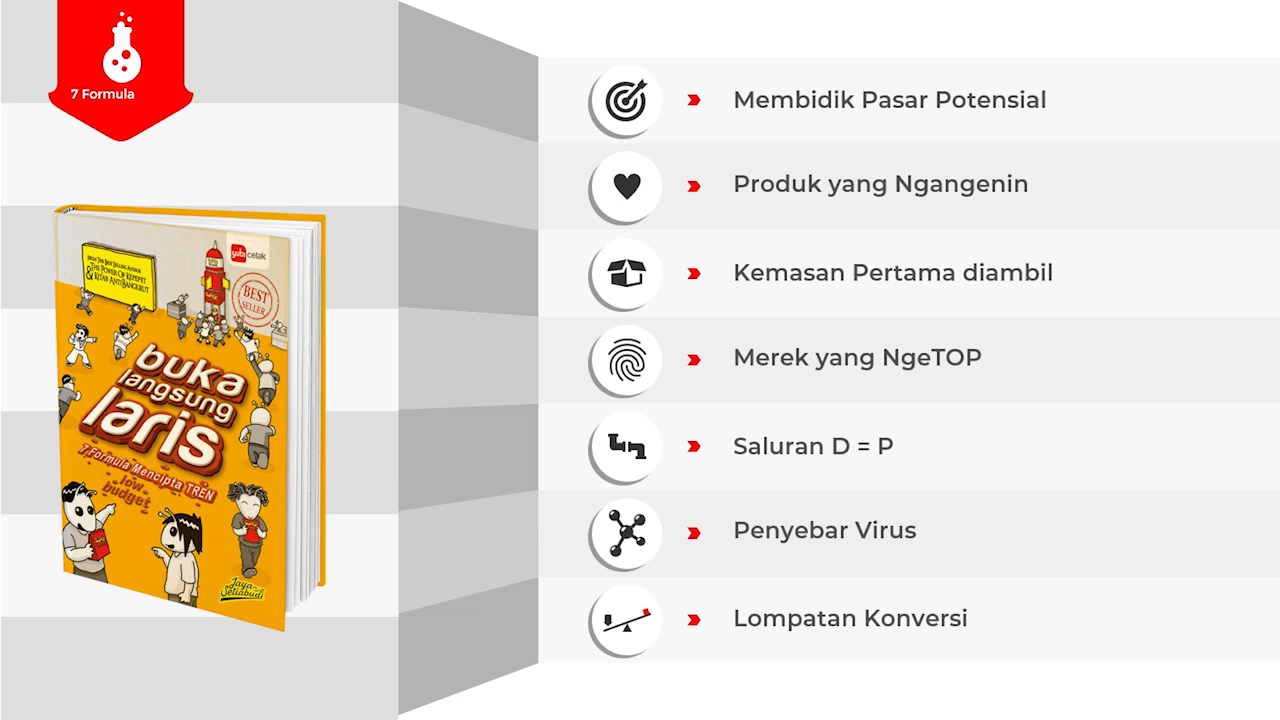 7 Formula
FROM THE BEST SELLING AUTHOR
THE POWER OF KEPEPET
& KITAB ANTIBANGKRUT
yubi cetak
BEST
SELLER
buka
langsung
laris
7 Formula Mencipta TREN
low
budget
Jaya
Setiabudi
Membidik Pasar Potensial
Produk yang Ngangenin
Kemasan Pertama diambil
Merek yang NgeTOP
Saluran D = P
Penyebar Virus
Lompatan Konversi